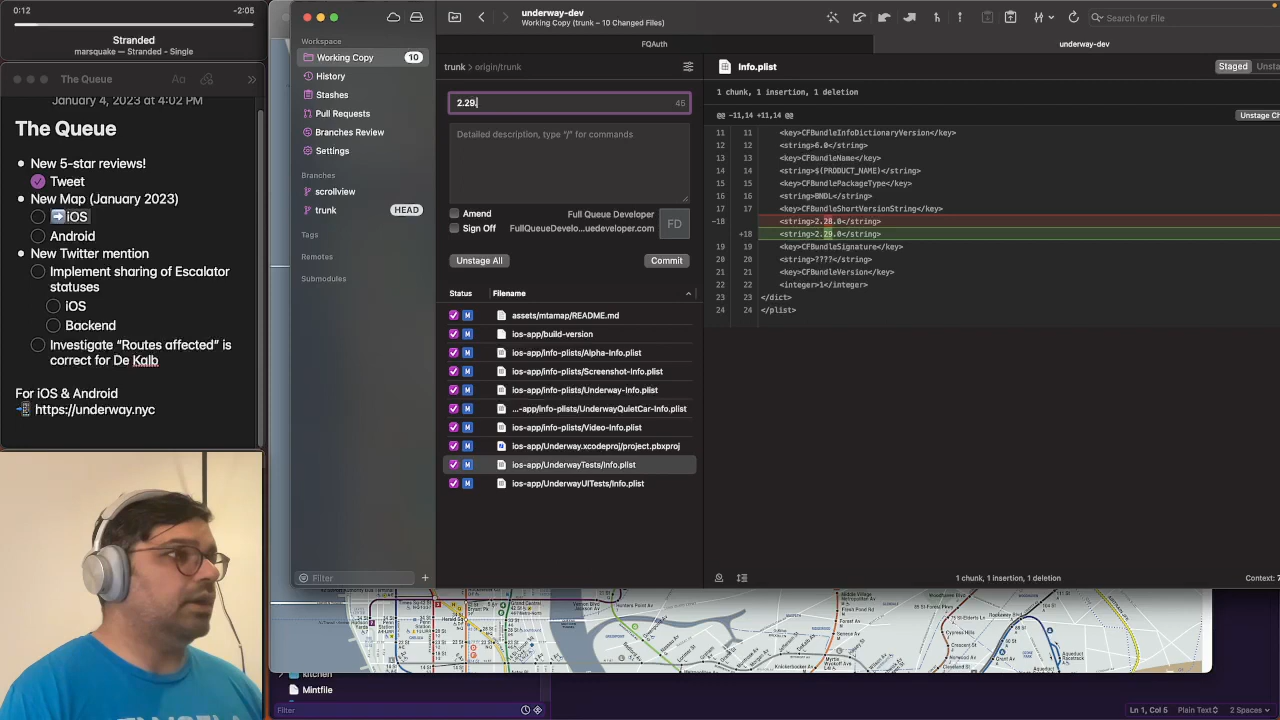 0:12
-2:05
Stranded
marsquake — Stranded - Single
The Queue
Aa
January 4, 2023 at 4:02 PM
The Queue
New 5-star reviews!
Tweet
New Map (January 2023)
➡️iOS
Android
New Twitter mention
Implement sharing of Escalator
statuses
iOS
Backend
Investigate “Routes affected” is
correct for De Kalb
For iOS & Android
📲 https://underway.nyc
Workspace
Working Copy
10
History
Stashes
Pull Requests
Branches Review
Settings
Branches
scrollview
trunk
HEAD
Tags
Remotes
Submodules
Filter
underway-dev
Working Copy (trunk – 10 Changed Files)
Search for File
FQAuth
underway-dev
trunk
origin/trunk
2.29.
45
Detailed description, type "/" for commands
Amend
Full Queue Developer
Sign Off
FullQueueDevelo…uedeveloper.com
FD
Unstage All
Commit
Status
Filename
M assets/mtamap/README.md
M ios-app/build-version
M ios-app/info-plists/Alpha-Info.plist
M ios-app/info-plists/Screenshot-Info.plist
M ios-app/info-plists/Underway-Info.plist
M …-app/info-plists/UnderwayQuietCar-Info.plist
M ios-app/info-plists/Video-Info.plist
M ios-app/Underway.xcodeproj/project.pbxproj
M ios-app/UnderwayTests/Info.plist
M ios-app/UnderwayUITests/Info.plist
Info.plist
Staged
Unsta
1 chunk, 1 insertion, 1 deletion
@@ -11,14 +11,14 @@
Unstage Ch
11 11 <key>CFBundleInfoDictionaryVersion</key>
12 12 <string>6.0</string>
13 13 <key>CFBundleName</key>
14 14 <string>$(PRODUCT_NAME)</string>
15 15 <key>CFBundlePackageType</key>
16 16 <string>BNDL</string>
17 17 <key>CFBundleShortVersionString</key>
-18 <string>2.28.0</string>
+18 <string>2.29.0</string>
19 19 <key>CFBundleSignature</key>
20 20 <string>????</string>
21 21 <key>CFBundleVersion</key>
22 22 <integer>1</integer>
23 23 </dict>
24 24 </plist>
1 chunk, 1 insertion, 1 deletion
Context:
kitchen
Mintfile
Filter
Ln 1, Col 5
Plain Text
2 Spaces